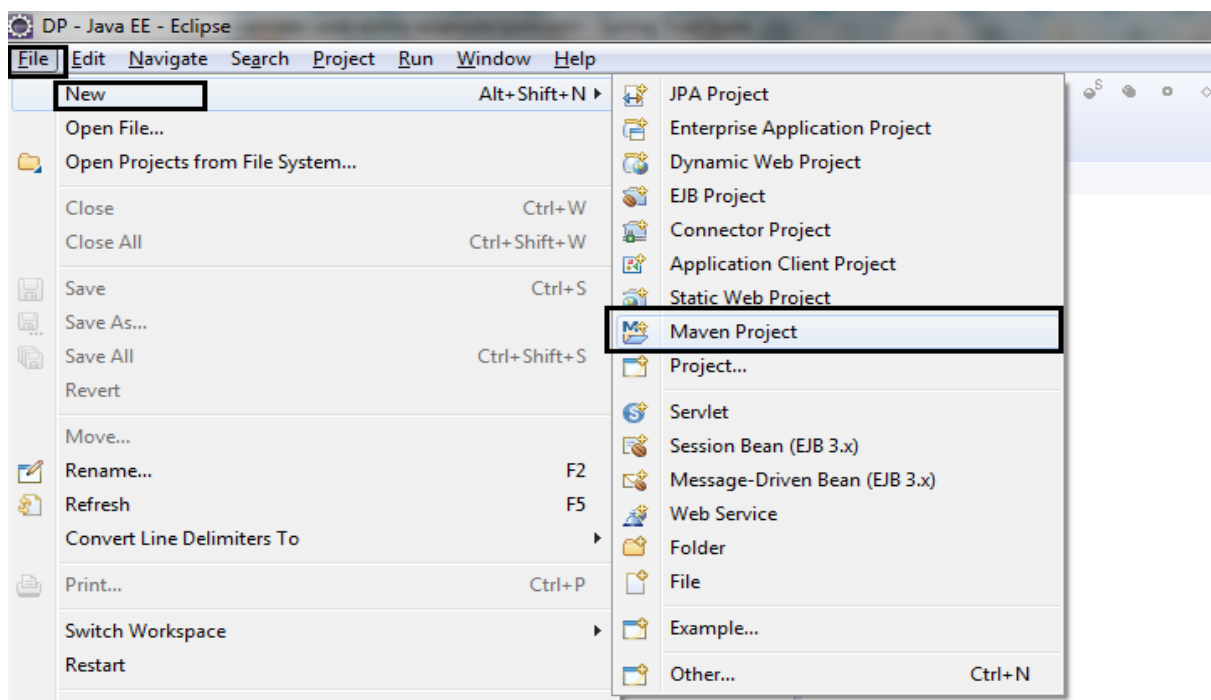 DP - Java EE - Eclipse
File Edit Navigate Search Project Run Window Help
New Alt+Shift+N
Open File...
Open Projects from File System...
Close Ctrl+W
Close All Ctrl+Shift+W
Save Ctrl+S
Save As...
Save All Ctrl+Shift+S
Revert
Move...
Rename... F2
Refresh F5
Convert Line Delimiters To
Print... Ctrl+P
Switch Workspace
Restart
JPA Project
Enterprise Application Project
Dynamic Web Project
EJB Project
Connector Project
Application Client Project
Static Web Project
Maven Project
Project...
Servlet
Session Bean (EJB 3.x)
Message-Driven Bean (EJB 3.x)
Web Service
Folder
File
Example...
Other... Ctrl+N